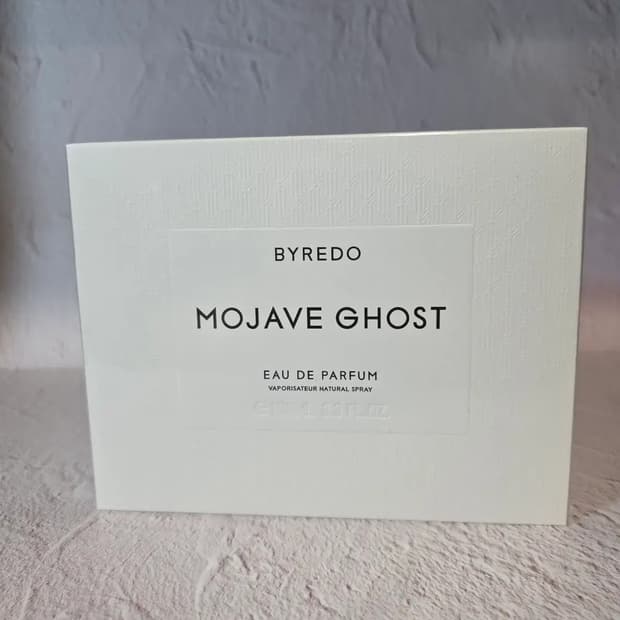 BYREDO
MOJAVE GHOST
EAU DE PARFUM
VAPORISATEUR NATURAL SPRAY